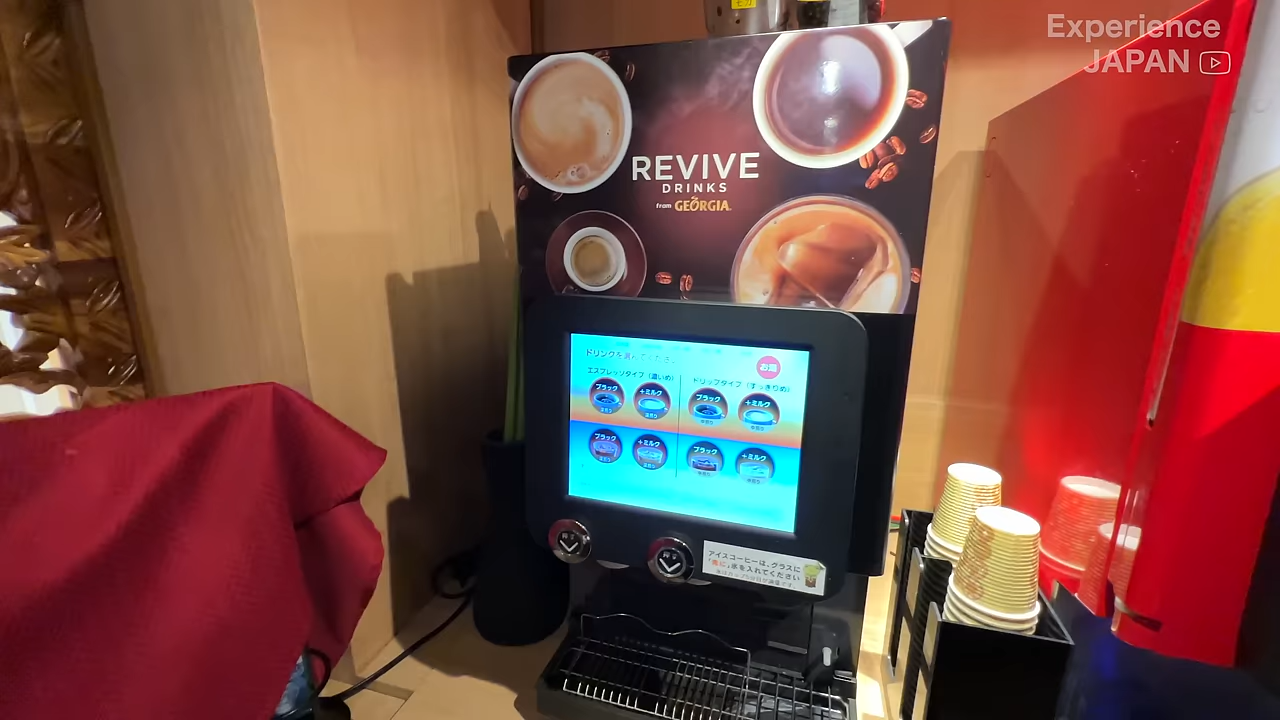 Experience
JAPAN
モカ
REVIVE
DRINKS
from GEORGIA
ドリンクを選んでください
お湯
エスプレッソタイプ(濃いめ)
ドリップタイプ(すっきりめ)
ブラック
+ミルク
ブラック
+ミルク
ブラック
+ミルク
ブラック
+ミルク
アイスコーヒーは、グラスに
「先に」氷を入れてください